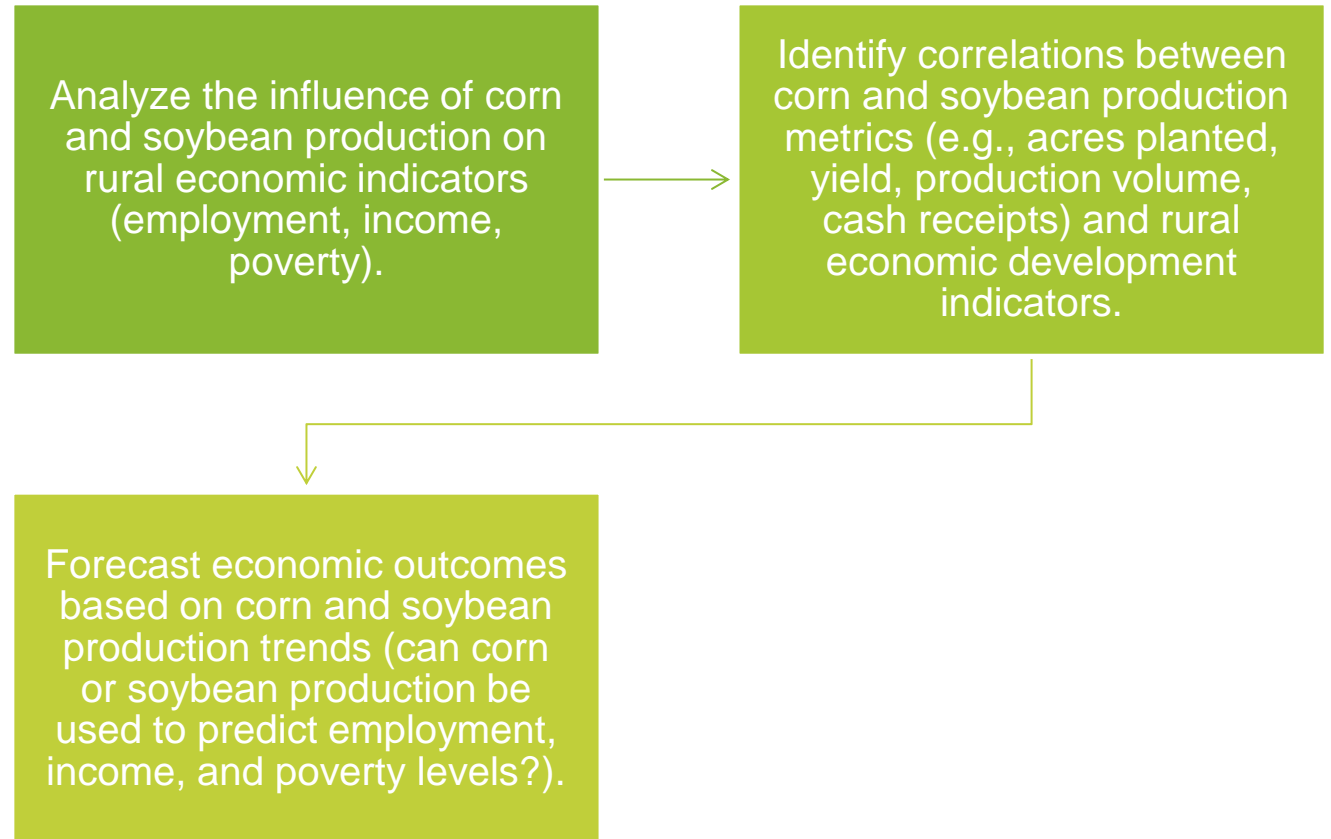 Analyze the influence of corn
and soybean production on
rural economic indicators
(employment, income,
poverty).
Identify correlations between
corn and soybean production
metrics (e.g., acres planted,
yield, production volume,
cash receipts) and rural
economic development
indicators.
Forecast economic outcomes
based on corn and soybean
production trends (can corn
or soybean production be
used to predict employment,
income, and poverty levels?).